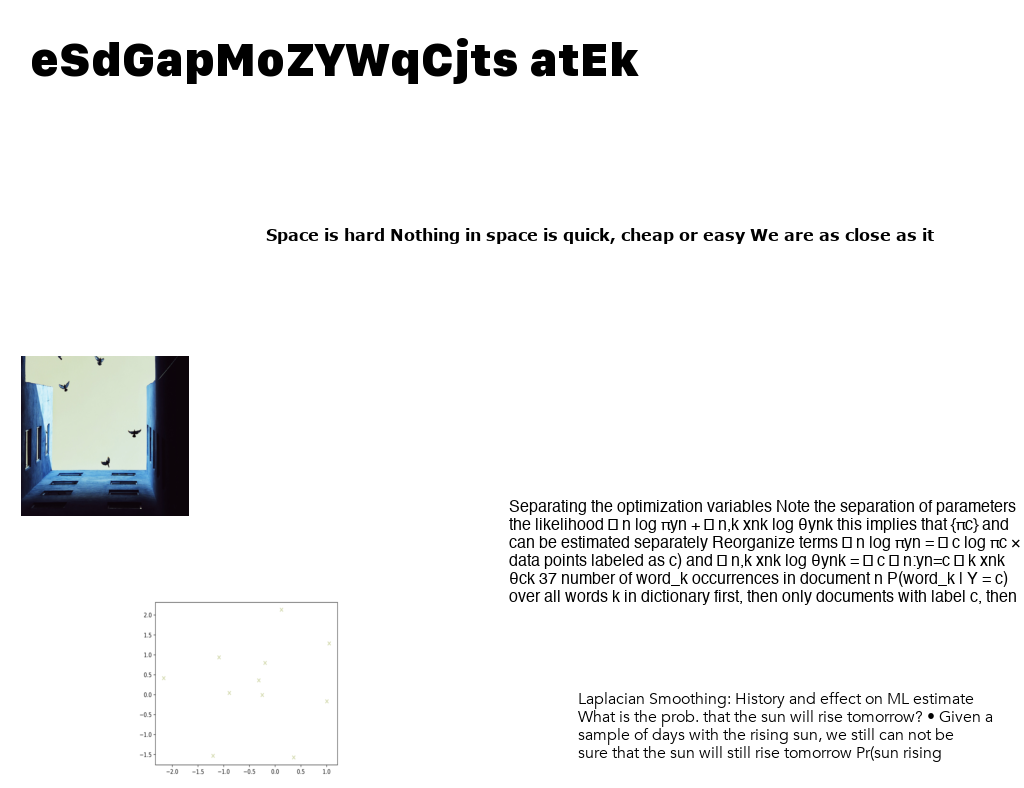 eSdGapMoZYWqCjts atEk
Space is hard Nothing in space is quick, cheap or easy We are as close as it
Separating the optimization variables Note the separation of parameters
the likelihood □ n log πyn + □ n,k xnk log θynk this implies that {πc} and
can be estimated separately Reorganize terms □ n log πyn = □ c log πc ×
data points labeled as c) and □ n,k xnk log θynk = □ c □ n:yn=c □ k xnk
θck 37 number of word_k occurrences in document n P(word_k | Y = c)
over all words k in dictionary first, then only documents with label c, then
2.0
1.5
1.0
0.5
0.0
−0.5
−1.0
−1.5
−2.0 −1.5 −1.0 −0.5 0.0 0.5 1.0
Laplacian Smoothing: History and effect on ML estimate
What is the prob. that the sun will rise tomorrow? • Given a
sample of days with the rising sun, we still can not be
sure that the sun will still rise tomorrow Pr(sun rising